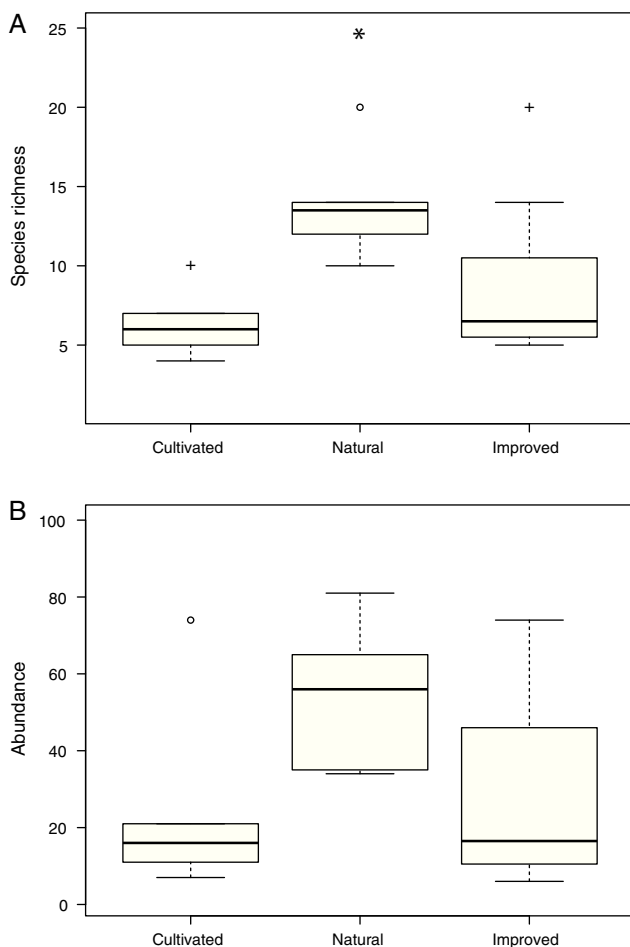 A
Species richness
25
20
15
10
5
*
+
+
Cultivated Natural Improved
B
Abundance
100
80
60
40
20
0
Cultivated Natural Improved